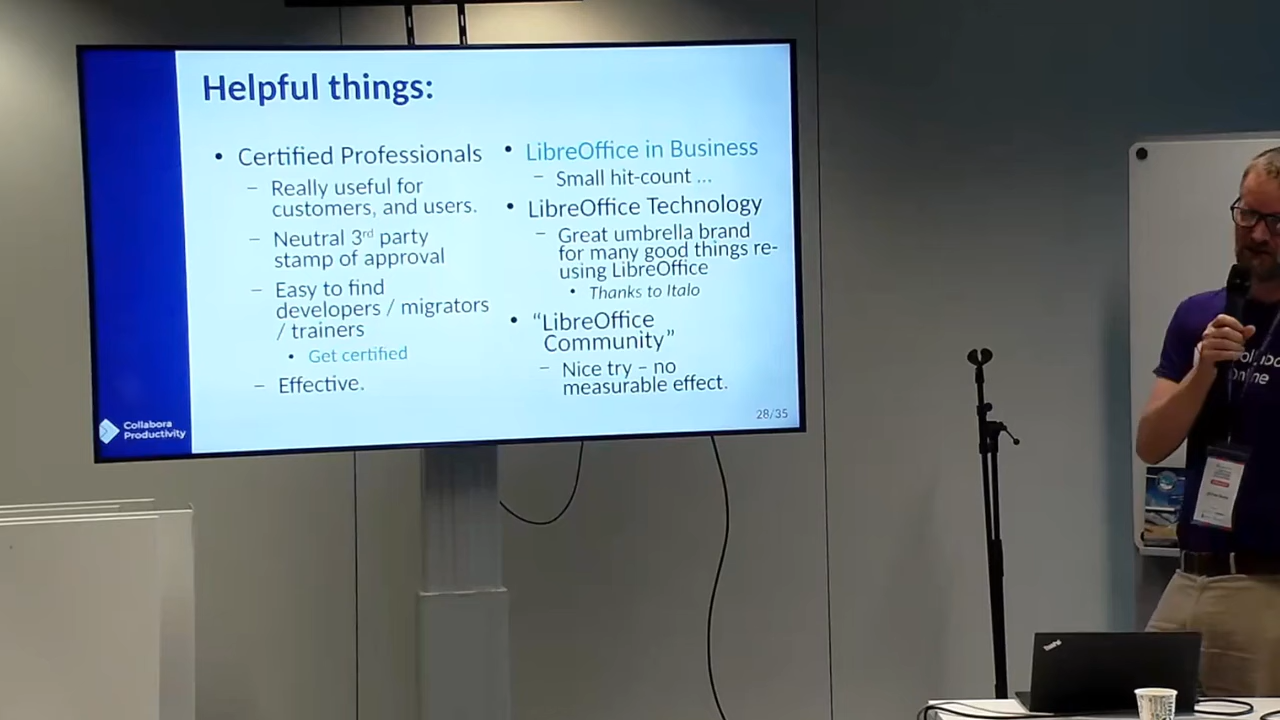 Helpful things:
• Certified Professionals
– Really useful for
customers, and users.
– Neutral 3rd party
stamp of approval
– Easy to find
developers / migrators
/ trainers
• Get certified
– Effective.
• LibreOffice in Business
– Small hit-count ...
• LibreOffice Technology
– Great umbrella brand
for many good things re-
using LibreOffice
• Thanks to Italo
• “LibreOffice
Community”
– Nice try – no
measurable effect.
28/35
Collabora
Productivity
ThinkPad